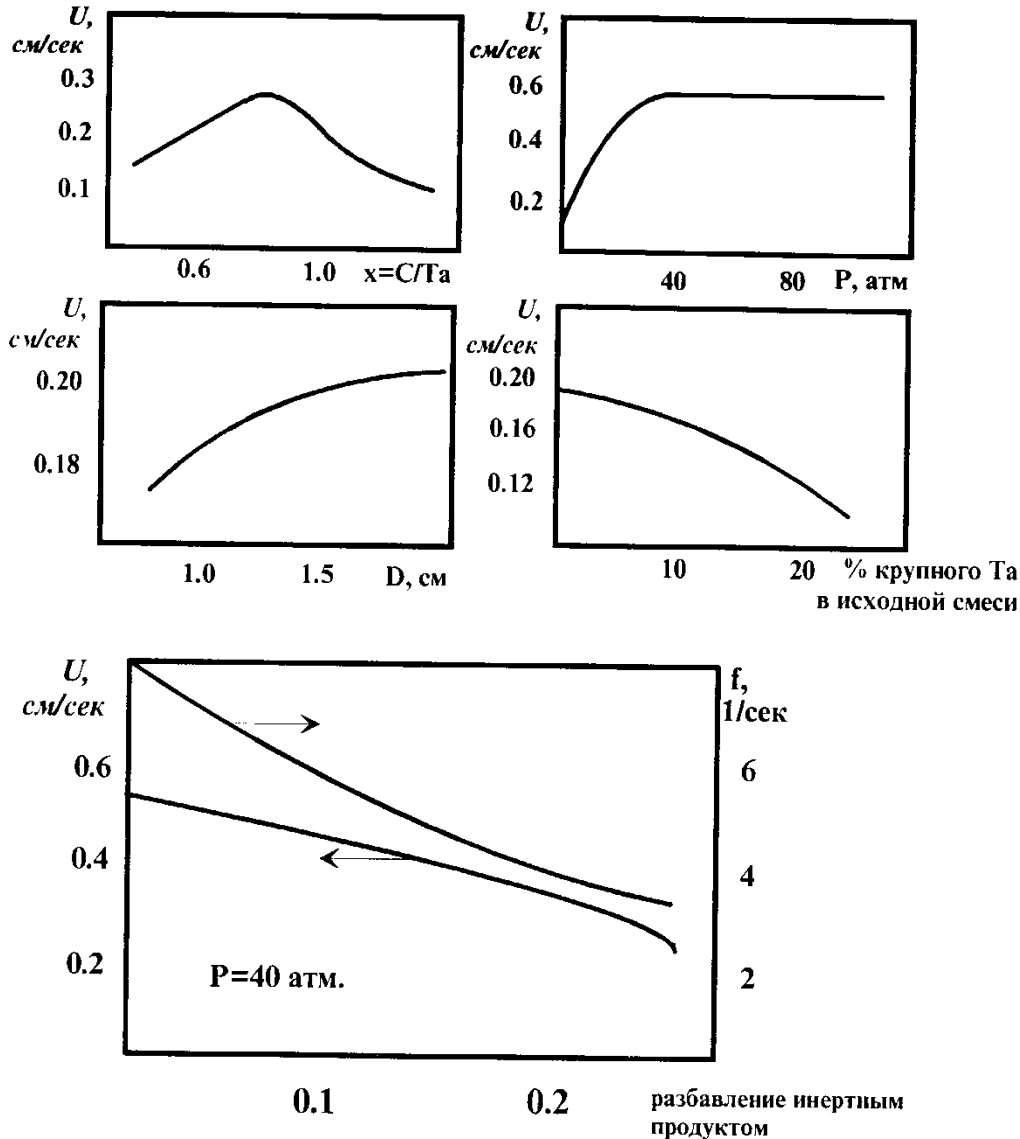 U,
см/сек
0.3
0.2
0.1
0.6 1.0 x=C/Ta
U,
см/сек
0.6
0.4
0.2
40 80 P, атм
U,
см/сек
0.20
0.18
1.0 1.5 D, см
U,
см/сек
0.20
0.16
0.12
10 20 % крупного Ta
в исходной смеси
U,
см/сек
0.6
0.4
0.2
P=40 атм.
f,
1/сек
6
4
2
0.1 0.2 разбавление инертным
продуктом